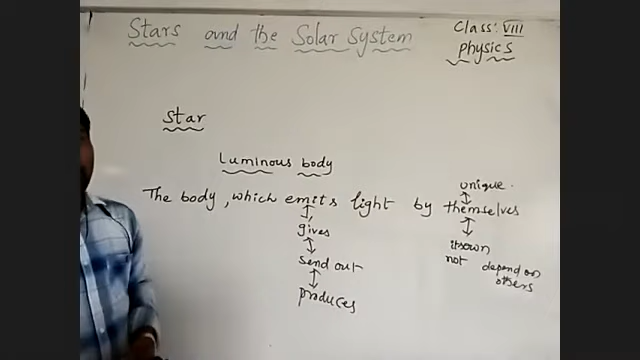 Stars and the Solar System
Class: VIII
Physics
Star
Luminous body
unique.
The body, which emits light by themselves
gives
send out
produces
itsown
not depend on
others